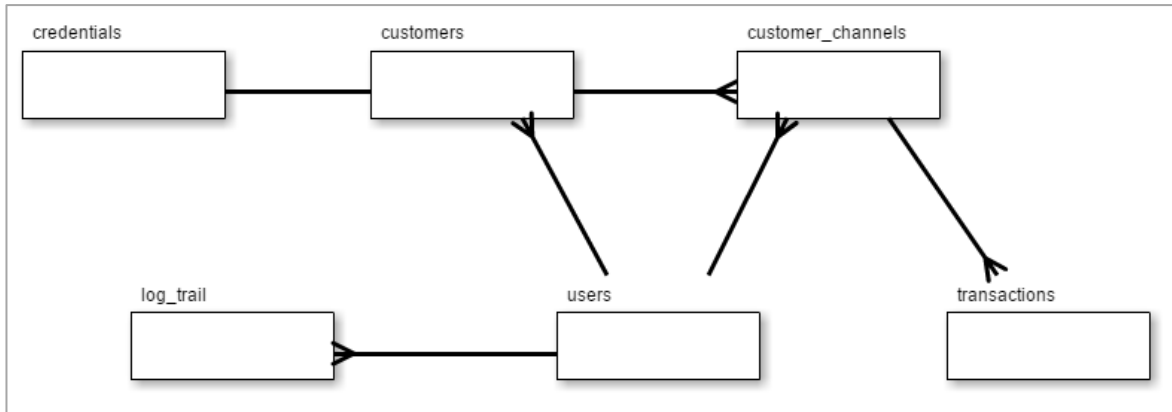 credentials
customers
customer_channels
log_trail
users
transactions